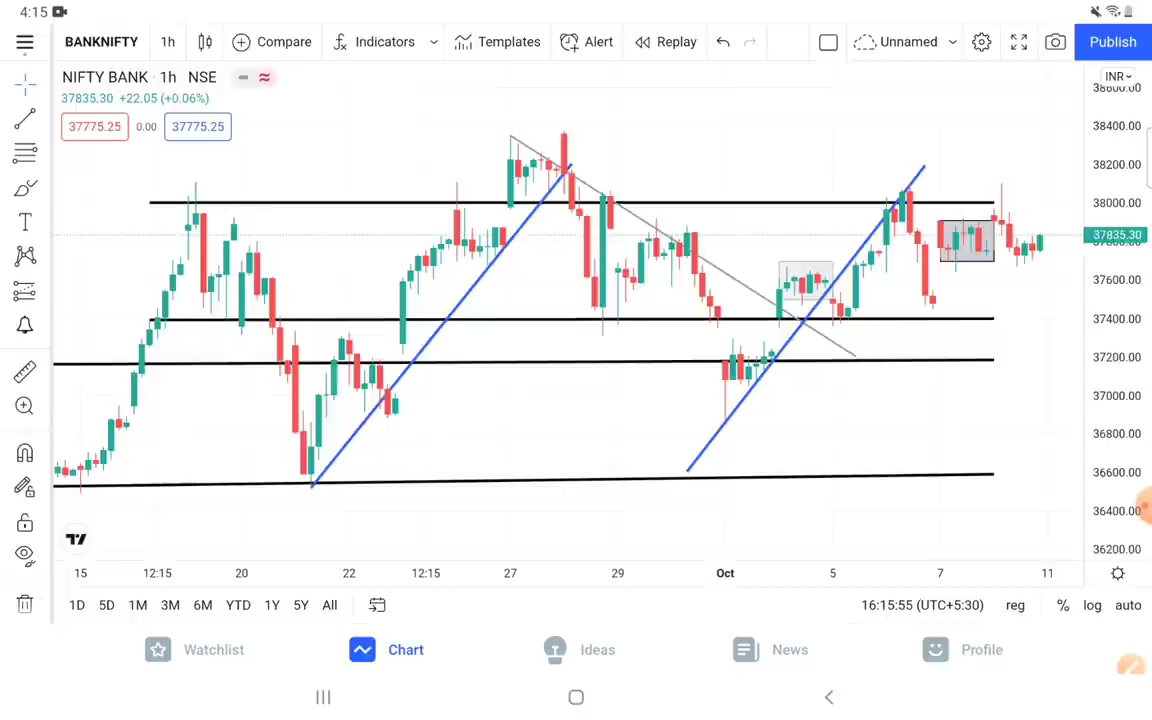 4:15
BANKNIFTY 1h Compare Indicators Templates Alert Replay Unnamed Publish
NIFTY BANK · 1h NSE
37835.30 +22.05 (+0.06%)
37775.25 0.00 37775.25
INR
38600.00
38400.00
38200.00
38000.00
37835.30
37600.00
37400.00
37200.00
37000.00
36800.00
36600.00
36400.00
36200.00
15 12:15 20 22 12:15 27 29 Oct 5 7 11
1D 5D 1M 3M 6M YTD 1Y 5Y All 16:15:55 (UTC+5:30) reg % log auto
Watchlist Chart Ideas News Profile